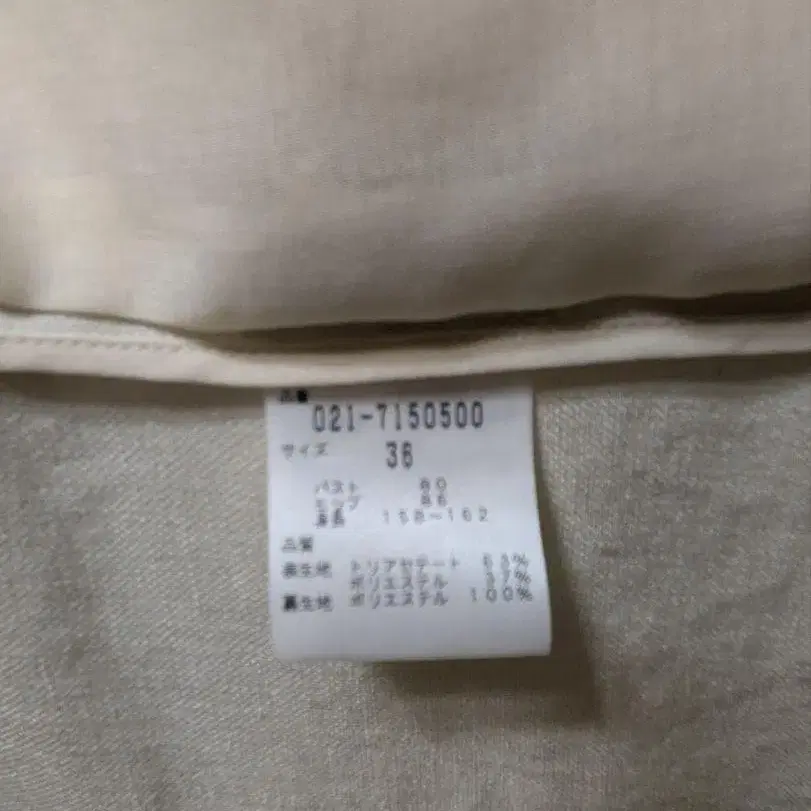 品番
021-7150500
サイズ 36
バスト 80
ヒップ 86
身長 158~162
品質
表生地 トリアセテート 63%
ポリエステル 37%
裏生地 ポリエステル 100%